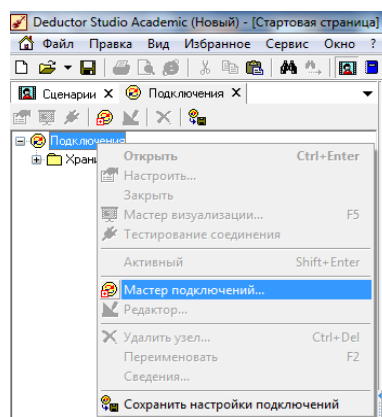 Deductor Studio Academic (Новый) - [Стартовая страница]
Файл Правка Вид Избранное Сервис Окно ?
Сценарии X Подключения X
Подключения
Открыть Ctrl+Enter
Настроить...
Закрыть
Мастер визуализации... F5
Тестирование соединения
Активный Shift+Enter
Мастер подключений...
Редактор...
Удалить узел... Ctrl+Del
Переименовать F2
Сведения...
Сохранить настройки подключений